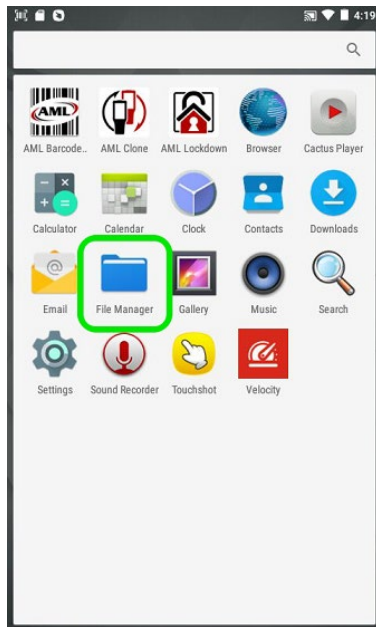 4:19
AML
AML Barcode.. AML Clone AML Lockdown Browser Cactus Player
Calculator Calendar Clock Contacts Downloads
Email File Manager Gallery Music Search
Settings Sound Recorder Touchshot Velocity